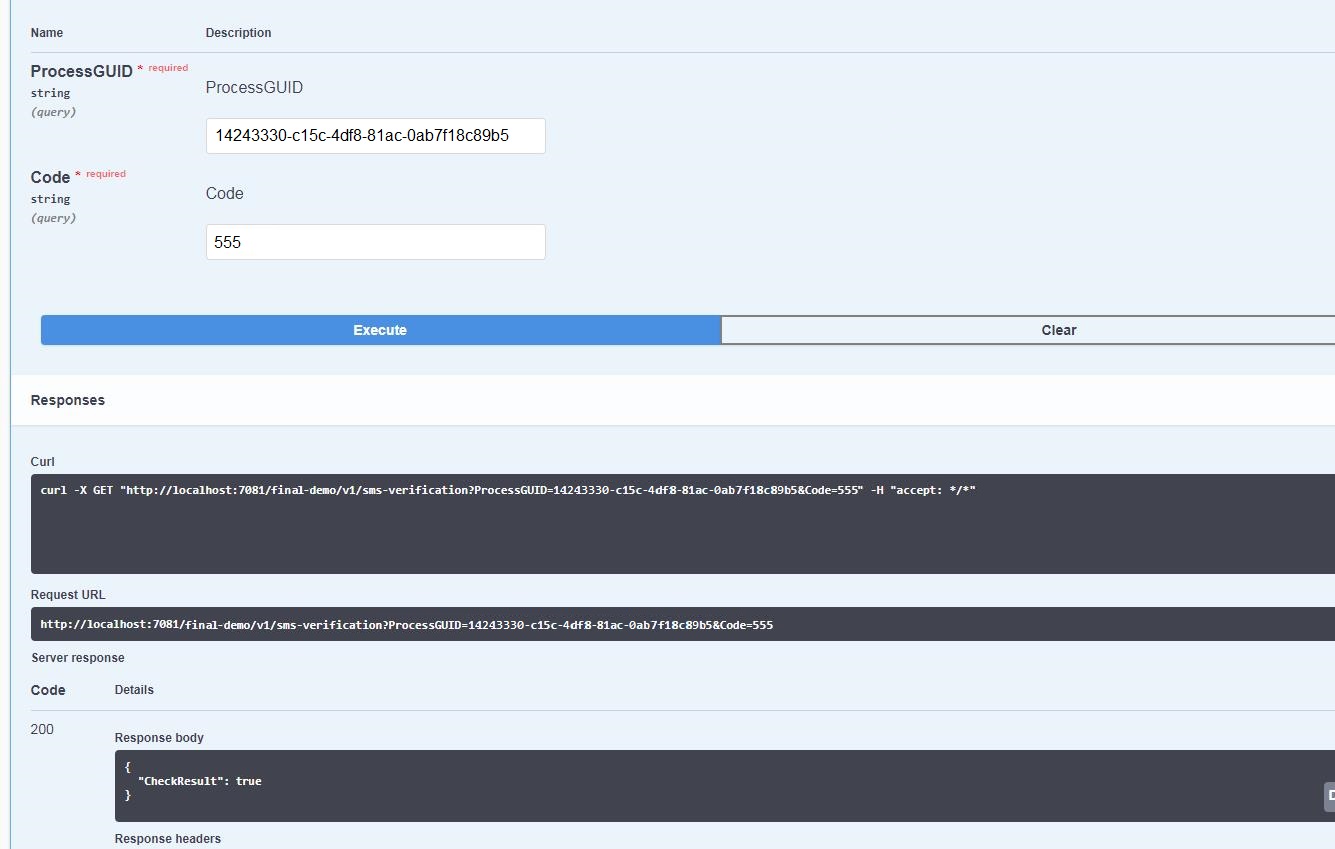 Name Description
ProcessGUID * required
string
(query)
ProcessGUID
14243330-c15c-4df8-81ac-0ab7f18c89b5
Code * required
string
(query)
Code
555
Execute Clear
Responses
Curl
curl -X GET "http://localhost:7081/final-demo/v1/sms-verification?ProcessGUID=14243330-c15c-4df8-81ac-0ab7f18c89b5&Code=555" -H "accept: */*"
Request URL
http://localhost:7081/final-demo/v1/sms-verification?ProcessGUID=14243330-c15c-4df8-81ac-0ab7f18c89b5&Code=555
Server response
Code Details
200
Response body
{
"CheckResult": true
}
Response headers